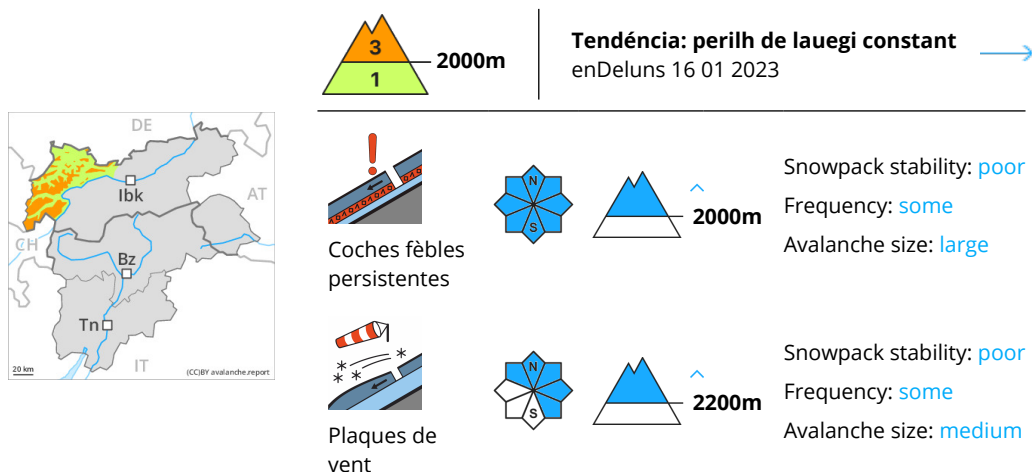 3
1
2000m
Tendéncia: perilh de lauegi constant
enDeluns 16 01 2023
DE
AT
CH
IT
Ibk
Bz
Tn
20 km
(CC)BY avalanche.report
Coches fèbles
persistentes
N
S
2000m
Snowpack stability: poor
Frequency: some
Avalanche size: large
Plaques de
vent
N
S
2200m
Snowpack stability: poor
Frequency: some
Avalanche size: medium